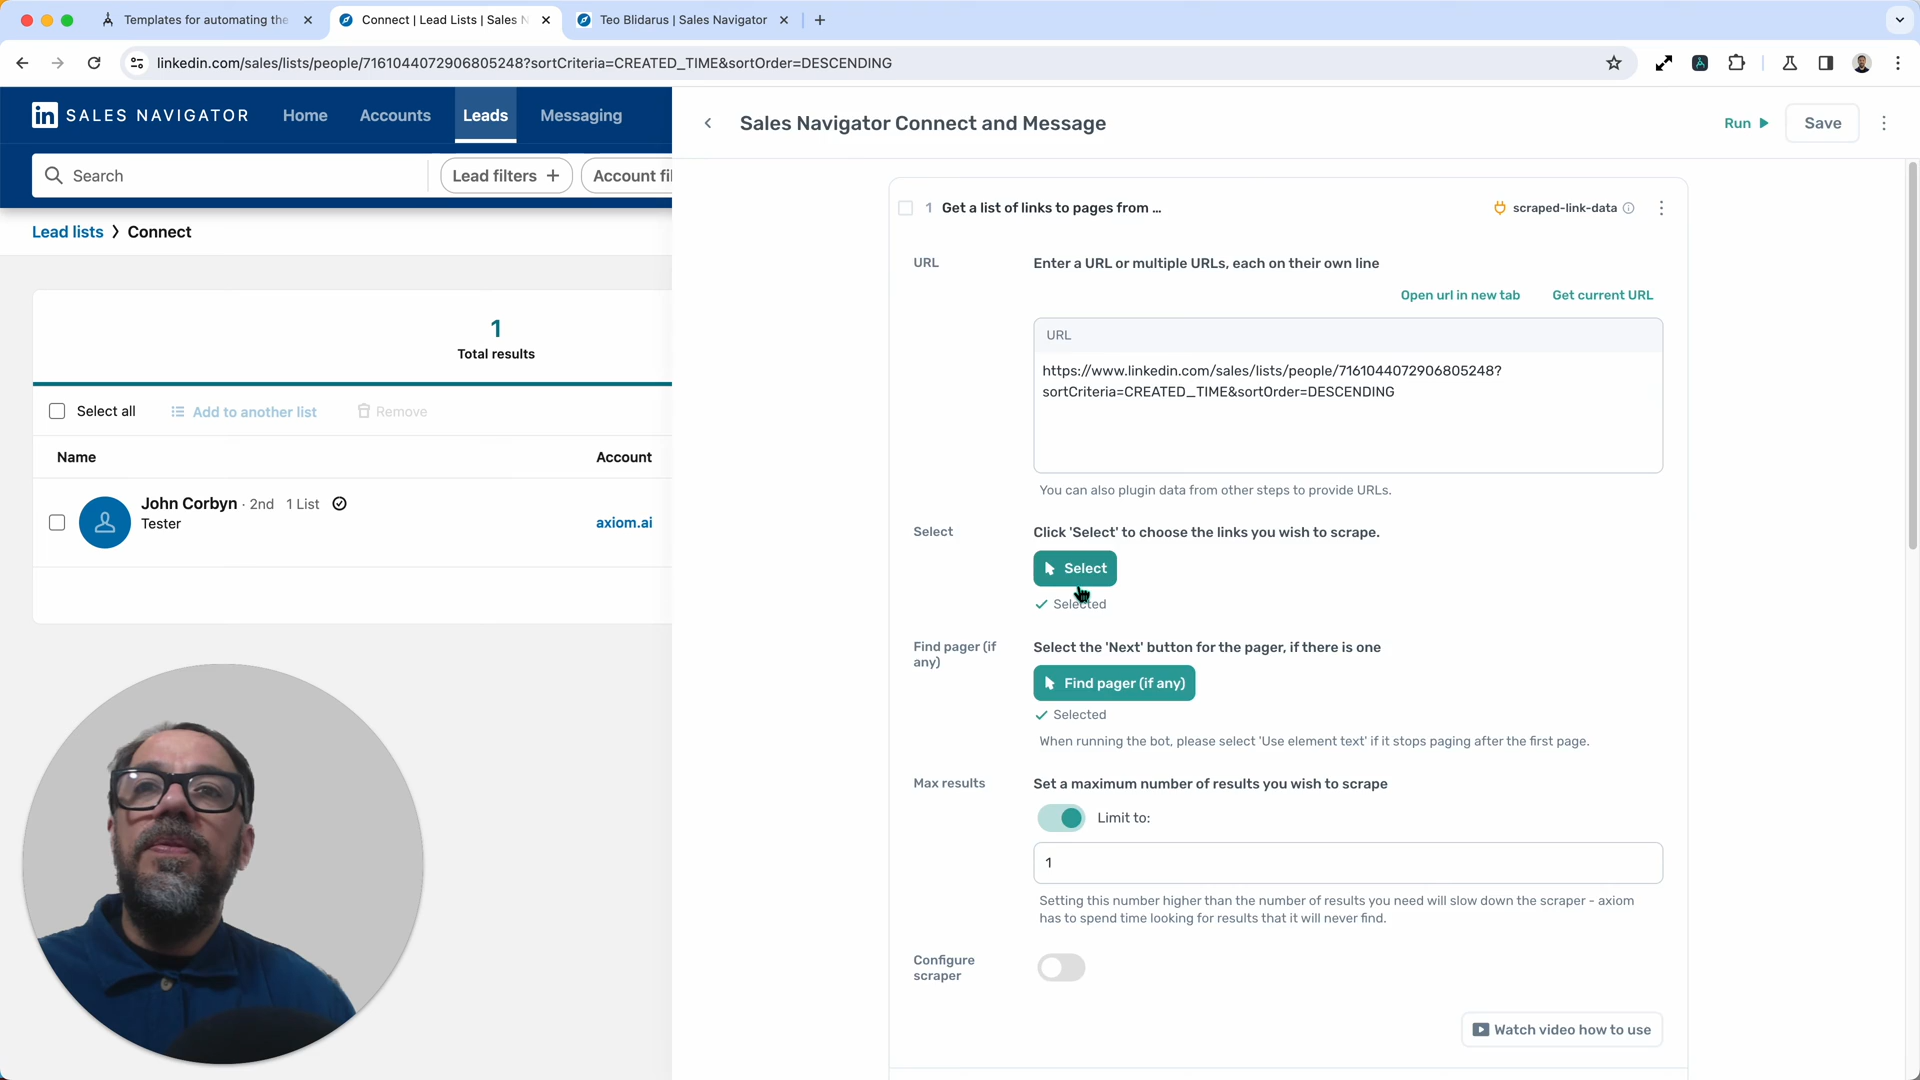 Templates for automating the
Connect | Lead Lists | Sales N
Teo Blidarus | Sales Navigator
linkedin.com/sales/lists/people/7161044072906805248?sortCriteria=CREATED_TIME&sortOrder=DESCENDING
in SALES NAVIGATOR
Home
Accounts
Leads
Messaging
Search
Lead filters +
Account fil
Lead lists > Connect
1
Total results
Select all
Add to another list
Remove
Name
Account
John Corbyn · 2nd 1 List
Tester
axiom.ai
Sales Navigator Connect and Message
Run
Save
1 Get a list of links to pages from ...
scraped-link-data
URL
Enter a URL or multiple URLs, each on their own line
Open url in new tab
Get current URL
URL
https://www.linkedin.com/sales/lists/people/7161044072906805248?
sortCriteria=CREATED_TIME&sortOrder=DESCENDING
You can also plugin data from other steps to provide URLs.
Select
Click 'Select' to choose the links you wish to scrape.
Select
Selected
Find pager (if
any)
Select the 'Next' button for the pager, if there is one
Find pager (if any)
Selected
When running the bot, please select 'Use element text' if it stops paging after the first page.
Max results
Set a maximum number of results you wish to scrape
Limit to:
1
Setting this number higher than the number of results you need will slow down the scraper - axiom
has to spend time looking for results that it will never find.
Configure
scraper
Watch video how to use